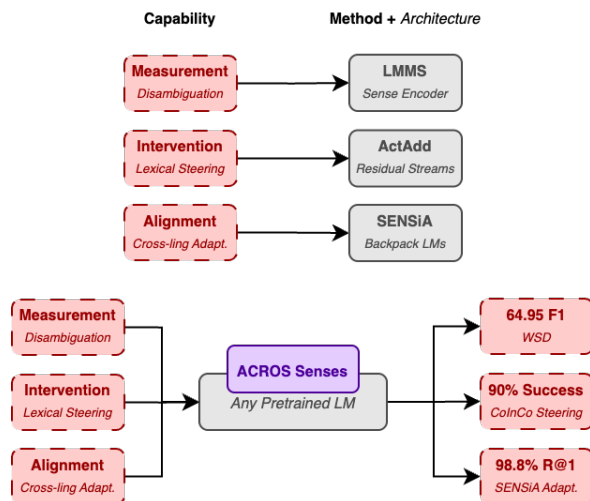 Capability
Method + Architecture
Measurement
Disambiguation
LMMS
Sense Encoder
Intervention
Lexical Steering
ActAdd
Residual Streams
Alignment
Cross-ling Adapt.
SENSiA
Backpack LMs
Measurement
Disambiguation
Intervention
Lexical Steering
Alignment
Cross-ling Adapt.
ACROS Senses
Any Pretrained LM
64.95 F1
WSD
90% Success
CoInCo Steering
98.8% R@1
SENSiA Adapt.